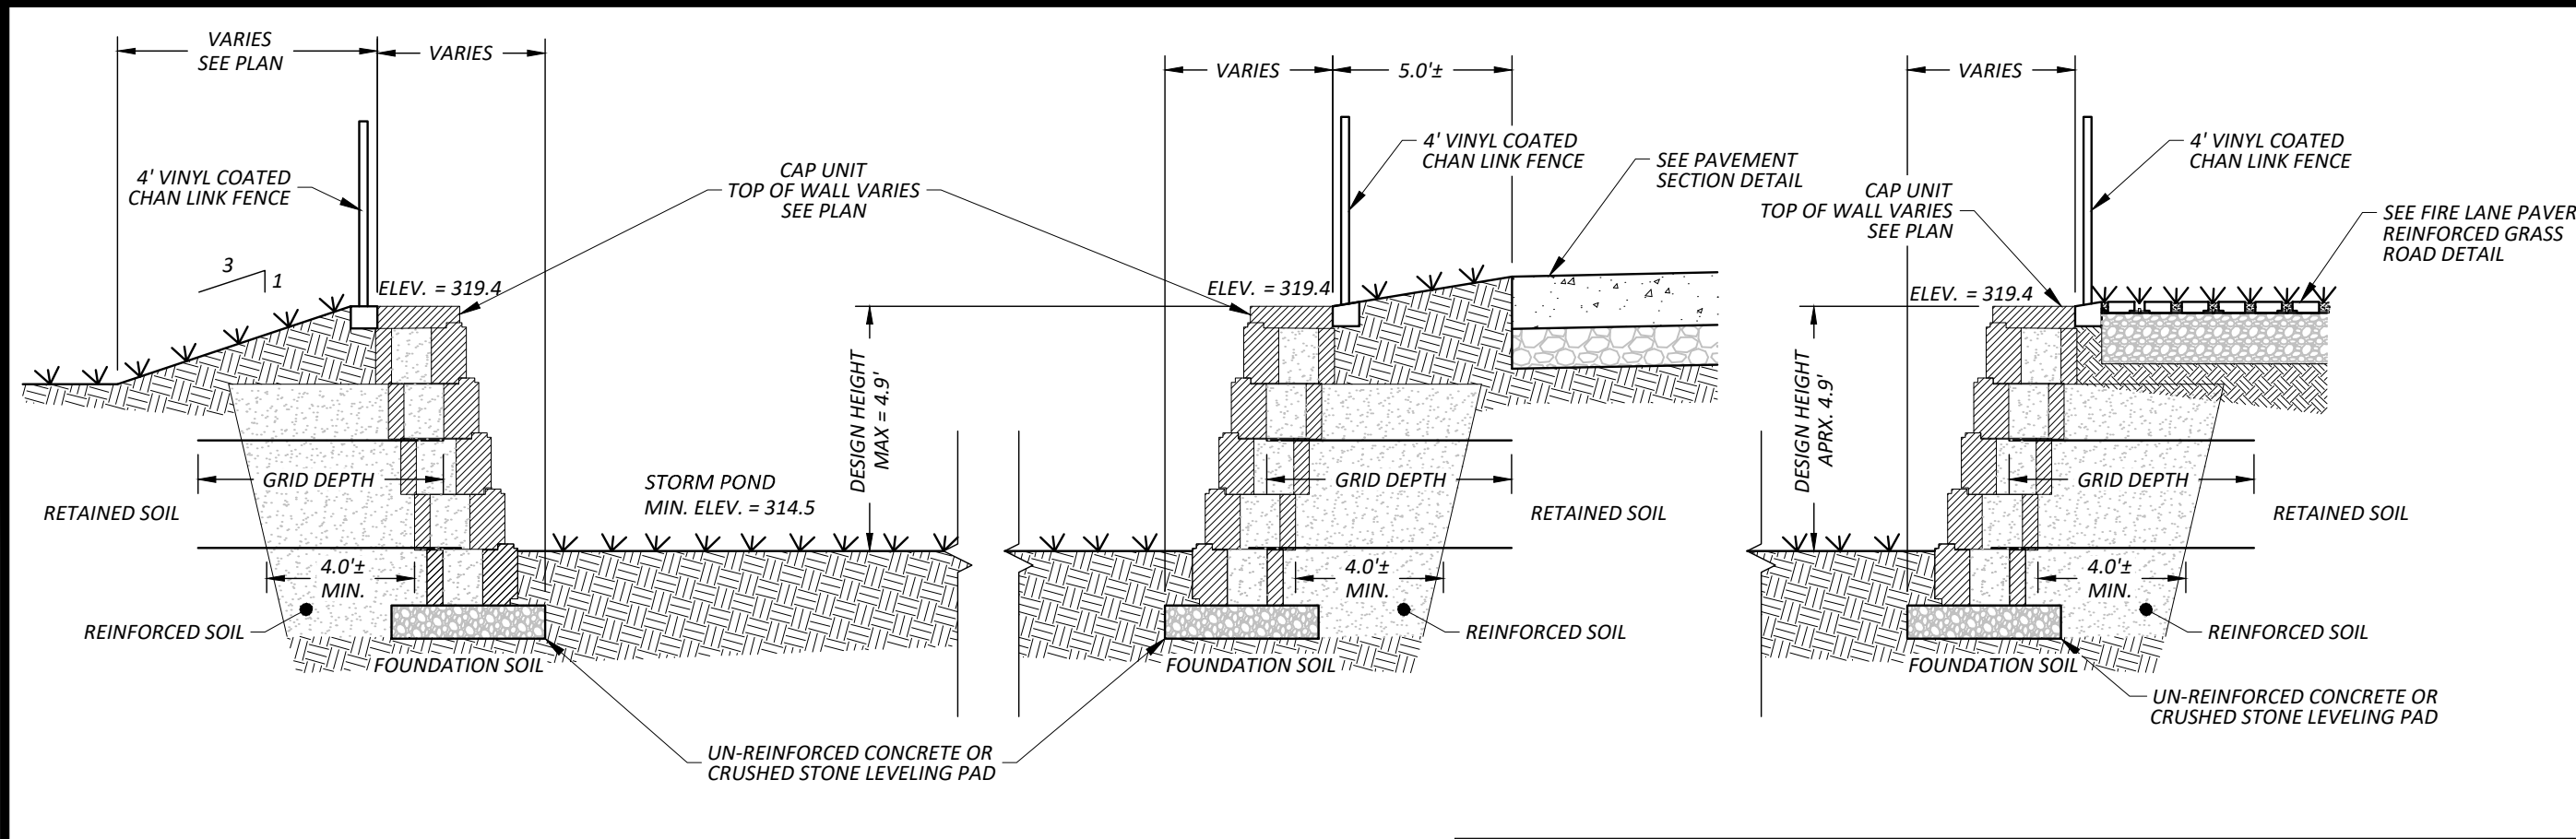 VARIES
SEE PLAN
VARIES
4' VINYL COATED
CHAN LINK FENCE
3
1
ELEV. = 319.4
CAP UNIT
TOP OF WALL VARIES
SEE PLAN
GRID DEPTH
RETAINED SOIL
4.0'±
MIN.
REINFORCED SOIL
FOUNDATION SOIL
STORM POND
MIN. ELEV. = 314.5
DESIGN HEIGHT
MAX = 4.9'
UN-REINFORCED CONCRETE OR
CRUSHED STONE LEVELING PAD
VARIES
5.0'±
4' VINYL COATED
CHAN LINK FENCE
SEE PAVEMENT
SECTION DETAIL
ELEV. = 319.4
GRID DEPTH
RETAINED SOIL
4.0'±
MIN.
REINFORCED SOIL
FOUNDATION SOIL
VARIES
4' VINYL COATED
CHAN LINK FENCE
CAP UNIT
TOP OF WALL VARIES
SEE PLAN
SEE FIRE LANE PAVER
REINFORCED GRASS
ROAD DETAIL
ELEV. = 319.4
DESIGN HEIGHT
APRX. 4.9'
GRID DEPTH
RETAINED SOIL
4.0'±
MIN.
REINFORCED SOIL
FOUNDATION SOIL
UN-REINFORCED CONCRETE OR
CRUSHED STONE LEVELING PAD